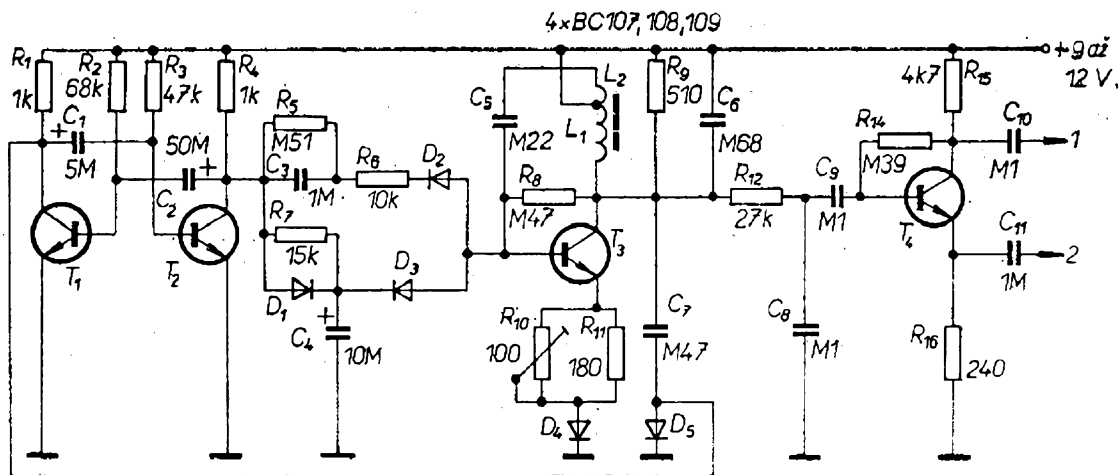 4xBC107, 108, 109
+9 až
12 V.
R1
1k
R2
68k
R3
47k
R4
1k
C1
5M
50M
C2
R5
M51
C3
1M
R6
10k
D2
R7
15k
D1
D3
C4
10M
T1
T2
C5
M22
L2
L1
R8
M47
T3
R9
510
C6
M68
R10
100
R11
180
D4
C7
M47
D5
R12
27k
C9
M1
C8
M1
R14
M39
T4
4k7
R15
C10
M1
1
C11
1M
2
R16
240